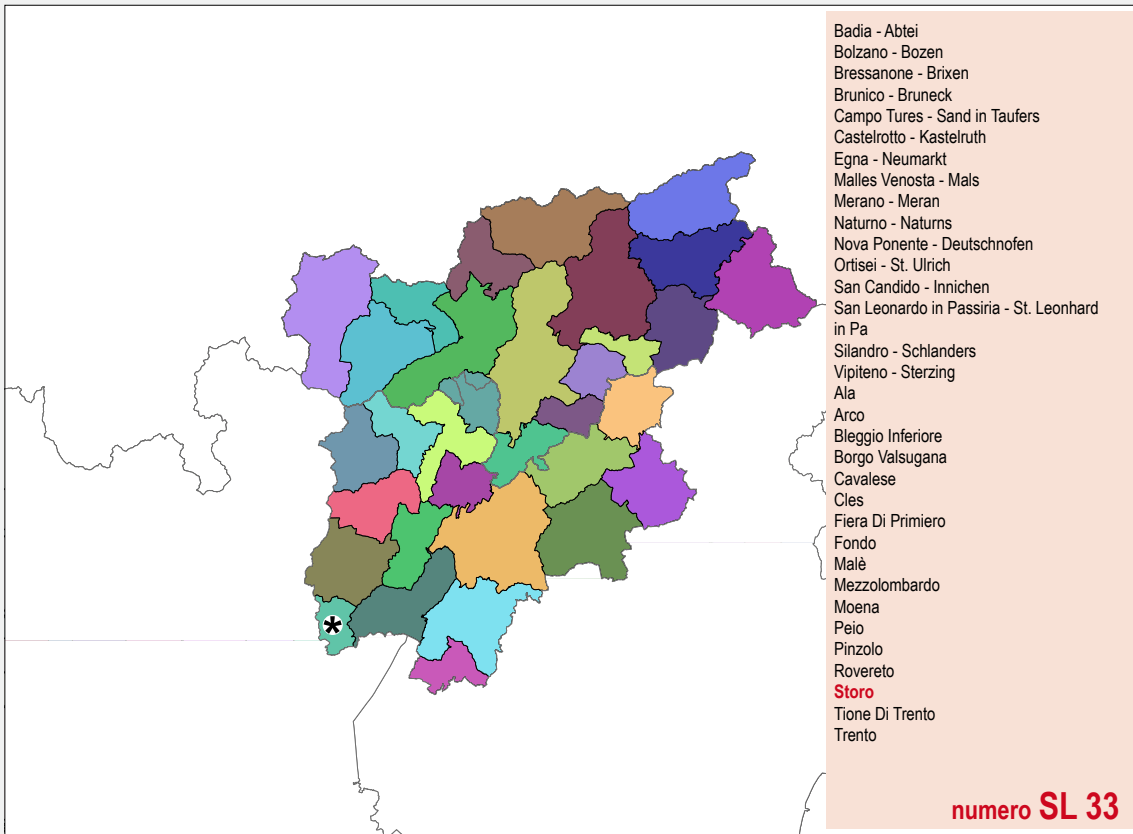 Badia - Abtei
Bolzano - Bozen
Bressanone - Brixen
Brunico - Bruneck
Campo Tures - Sand in Taufers
Castelrotto - Kastelruth
Egna - Neumarkt
Malles Venosta - Mals
Merano - Meran
Naturno - Naturns
Nova Ponente - Deutschnofen
Ortisei - St. Ulrich
San Candido - Innichen
San Leonardo in Passiria - St. Leonhard
in Pa
Silandro - Schlanders
Vipiteno - Sterzing
Ala
Arco
Bleggio Inferiore
Borgo Valsugana
Cavalese
Cles
Fiera Di Primiero
Fondo
Malè
Mezzolombardo
Moena
Peio
Pinzolo
Rovereto
Storo
Tione Di Trento
Trento
*
numero SL 33